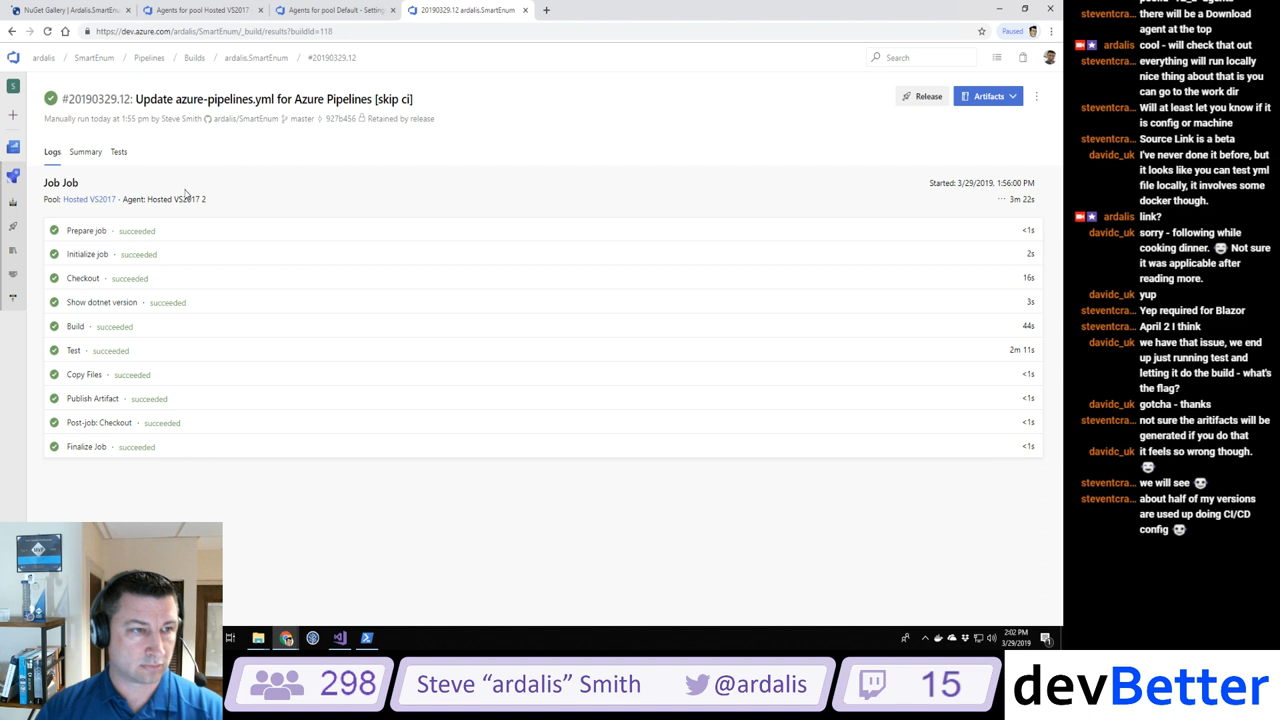 NuGet Gallery | Ardalis.SmartEnum
Agents for pool Hosted VS2017
Agents for pool Default - Setting
20190329.12 ardalis.SmartEnum
https://dev.azure.com/ardalis/SmartEnum/_build/results?buildId=118
Paused
ardalis
SmartEnum
Pipelines
Builds
ardalis.SmartEnum
#20190329.12
Search
#20190329.12: Update azure-pipelines.yml for Azure Pipelines [skip ci]
Release
Artifacts
Manually run today at 1:55 pm by Steve Smith ardalis/SmartEnum master 927b456 Retained by release
Logs
Summary
Tests
Job Job
Started: 3/29/2019, 1:56:00 PM
Pool: Hosted VS2017 · Agent: Hosted VS2017 2
··· 3m 22s
Prepare job · succeeded <1s
Initialize job · succeeded 2s
Checkout · succeeded 16s
Show dotnet version · succeeded 3s
Build · succeeded 44s
Test · succeeded 2m 11s
Copy Files · succeeded <1s
Publish Artifact · succeeded <1s
Post-job: Checkout · succeeded <1s
Finalize Job · succeeded <1s
stevencra... there will be a Download
agent at the top
ardalis cool - will check that out
steventcra... everything will run locally
nice thing about that is you
can go to the work dir
steventcra... Will at least let you know if it
is config or machine
steventcra... Source Link is a beta
davidc_uk I've never done it before, but
it looks like you can test yml
file locally, it involves some
docker though.
ardalis link?
davidc_uk sorry - following while
cooking dinner. Not sure
it was applicable after
reading more.
davidc_uk yup
steventcra... Yep required for Blazor
steventcra... April 2 I think
davidc_uk we have that issue, we end
up just running test and
letting it do the build - what's
the flag?
davidc_uk gotcha - thanks
steventcra... not sure the aritifacts will be
generated if you do that
davidc_uk it feels so wrong though.
steventcra... we will see
steventcra... about half of my versions
are used up doing CI/CD
config
2:02 PM
3/29/2019
298
Steve "ardalis" Smith
@ardalis
15
devBetter